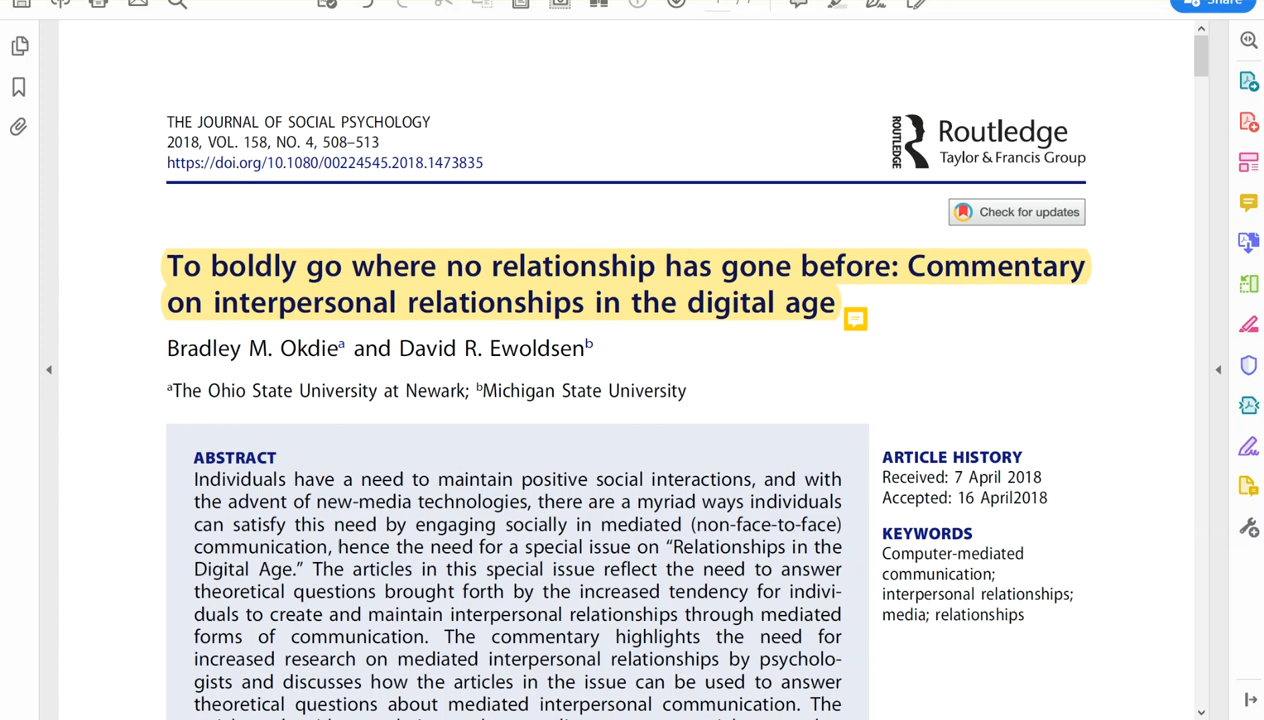 Share
THE JOURNAL OF SOCIAL PSYCHOLOGY
2018, VOL. 158, NO. 4, 508–513
https://doi.org/10.1080/00224545.2018.1473835
ROUTLEDGE
Routledge
Taylor & Francis Group
Check for updates
To boldly go where no relationship has gone before: Commentary
on interpersonal relationships in the digital age
Bradley M. Okdieᵃ and David R. Ewoldsenᵇ
ᵃThe Ohio State University at Newark; ᵇMichigan State University
ABSTRACT
Individuals have a need to maintain positive social interactions, and with
the advent of new-media technologies, there are a myriad ways individuals
can satisfy this need by engaging socially in mediated (non-face-to-face)
communication, hence the need for a special issue on “Relationships in the
Digital Age.” The articles in this special issue reflect the need to answer
theoretical questions brought forth by the increased tendency for indivi-
duals to create and maintain interpersonal relationships through mediated
forms of communication. The commentary highlights the need for
increased research on mediated interpersonal relationships by psycholo-
gists and discusses how the articles in the issue can be used to answer
theoretical questions about mediated interpersonal communication. The
ARTICLE HISTORY
Received: 7 April 2018
Accepted: 16 April2018
KEYWORDS
Computer-mediated
communication;
interpersonal relationships;
media; relationships